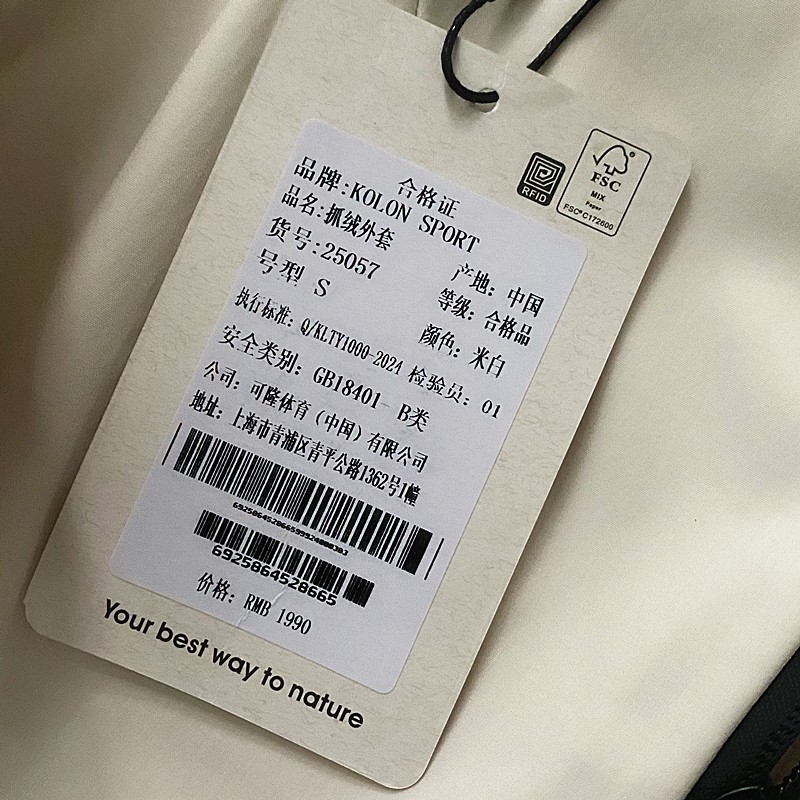 RFID
FSC
MIX
Paper
FSC® C172600
合格证
品牌:KOLON SPORT
品名:抓绒外套
产地: 中国
货号:25057
等级: 合格品
号型 S
颜色: 米白
执行标准: Q/KLTY1000-2024 检验员: 01
安全类别: GB18401- B类
公司: 可隆体育（中国）有限公司
地址: 上海市青浦区青平公路1362号1幢
6925864528665
价格: RMB 1990
Your best way to nature